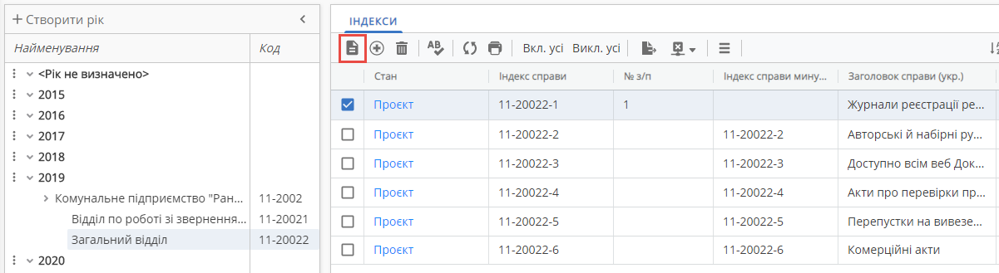 + Створити рік
Найменування Код
<Рік не визначено>
2015
2016
2017
2018
2019
Комунальне підприємство "Ран... 11-2002
Відділ по роботі зі звернення... 11-20021
Загальний відділ 11-20022
2020
ІНДЕКСИ
Вкл. усі Викл. усі
Стан Індекс справи № з/п Індекс справи мину... Заголовок справи (укр.)
Проєкт 11-20022-1 1 Журнали реєстрації ре...
Проєкт 11-20022-2 11-20022-2 Авторські й набірні ру...
Проєкт 11-20022-3 11-20022-3 Доступно всім веб Док...
Проєкт 11-20022-4 11-20022-4 Акти про перевірки пр...
Проєкт 11-20022-5 11-20022-5 Перепустки на вивезе...
Проєкт 11-20022-6 11-20022-6 Комерційні акти